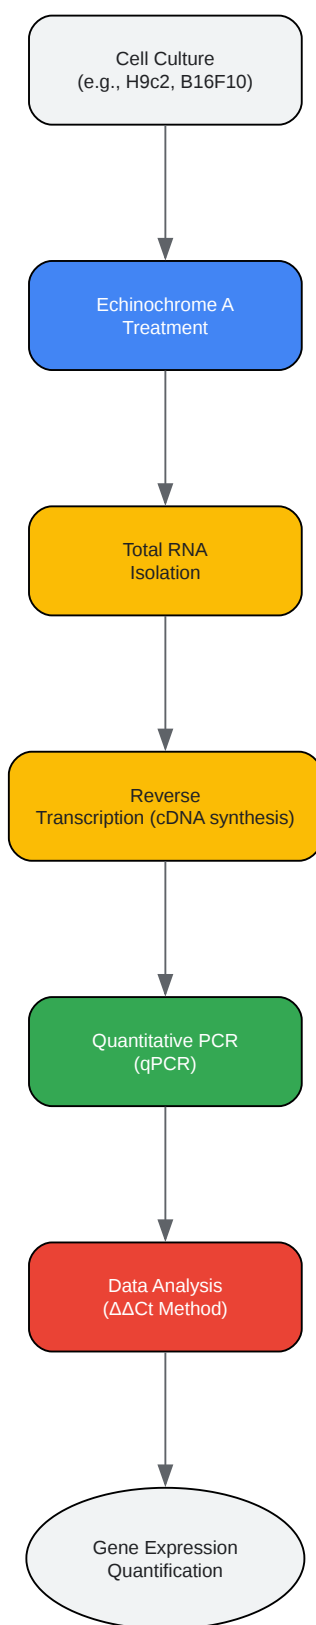 Cell Culture
(e.g., H9c2, B16F10)
Echinochrome A
Treatment
Total RNA
Isolation
Reverse
Transcription (cDNA synthesis)
Quantitative PCR
(qPCR)
Data Analysis
(ΔΔCt Method)
Gene Expression
Quantification